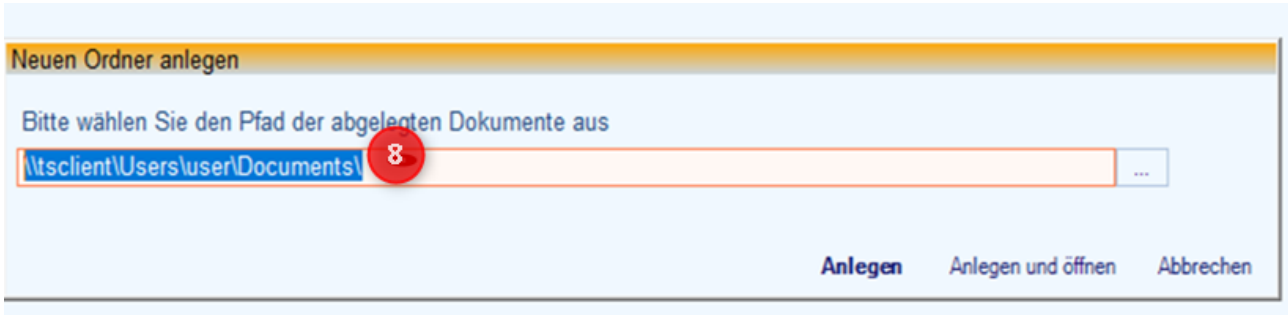 Neuen Ordner anlegen
Bitte wählen Sie den Pfad der abgelegten Dokumente aus
\\tsclient\Users\user\Documents\
8
...
Anlegen Anlegen und öffnen Abbrechen